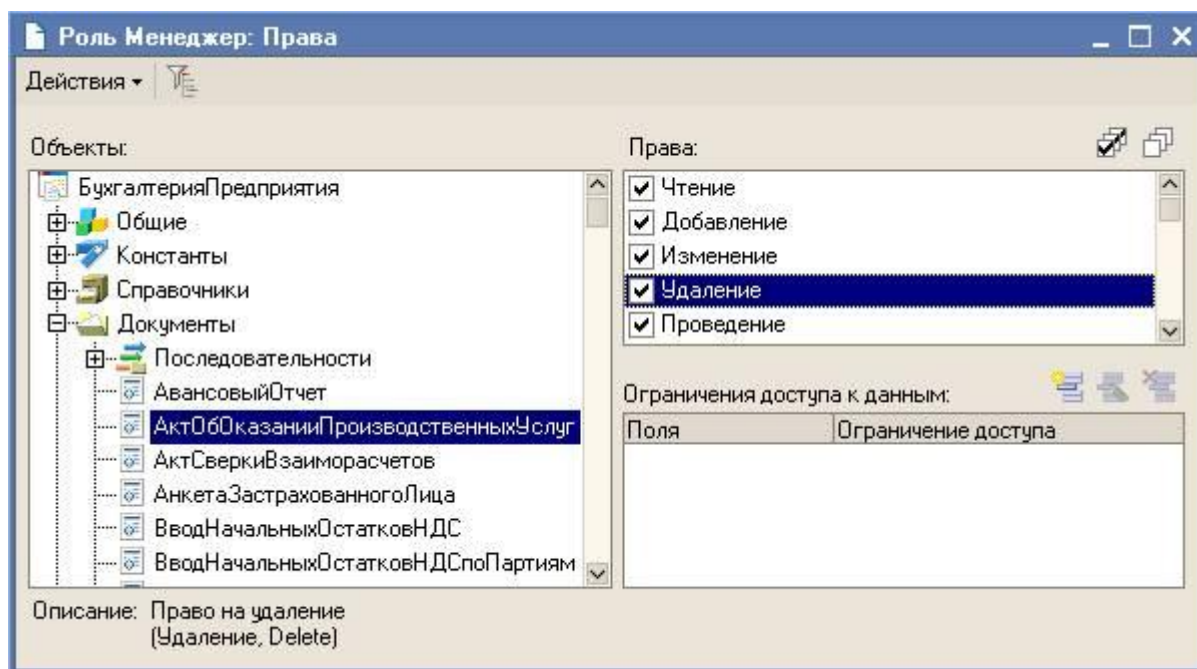 Роль Менеджер: Права
Действия
Объекты:
БухгалтерияПредприятия
Общие
Константы
Справочники
Документы
Последовательности
АвансовыйОтчет
АктОбОказанииПроизводственныхУслуг
АктСверкиВзаиморасчетов
АнкетаЗастрахованногоЛица
ВводНачальныхОстатковНДС
ВводНачальныхОстатковНДСпоПартиям
Права:
Чтение
Добавление
Изменение
Удаление
Проведение
Ограничения доступа к данным:
Поля Ограничение доступа
Описание: Право на удаление
(Удаление, Delete)